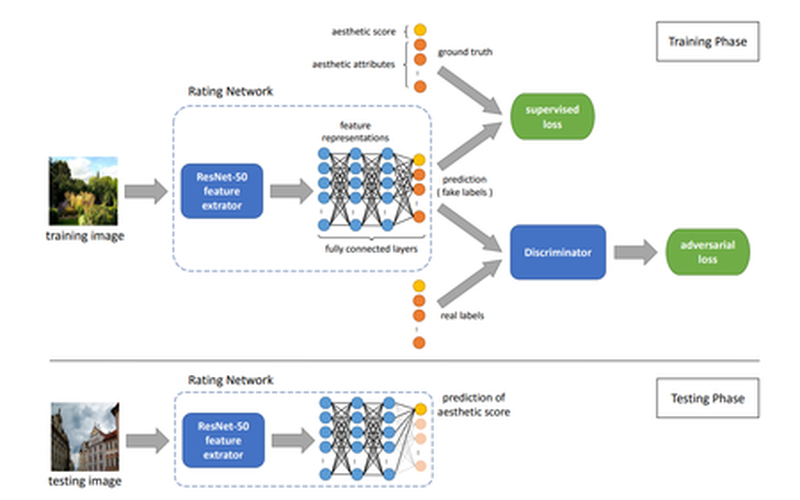 aesthetic score
aesthetic attributes
ground truth
Training Phase
Rating Network
supervised
loss
feature
representations
ResNet-50
feature
extrator
prediction
( fake labels )
training image
fully connected layers
Discriminator
adversarial
loss
real labels
Rating Network
prediction of
aesthetic score
Testing Phase
ResNet-50
feature
extrator
testing image